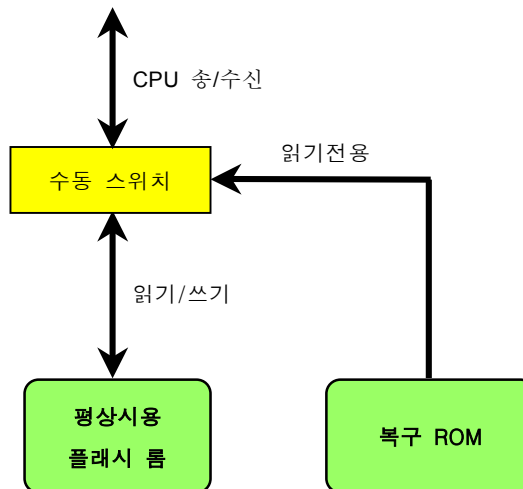 CPU 송/수신
읽기전용
수동 스위치
읽기/쓰기
평상시용
플래시 롬
복구 ROM